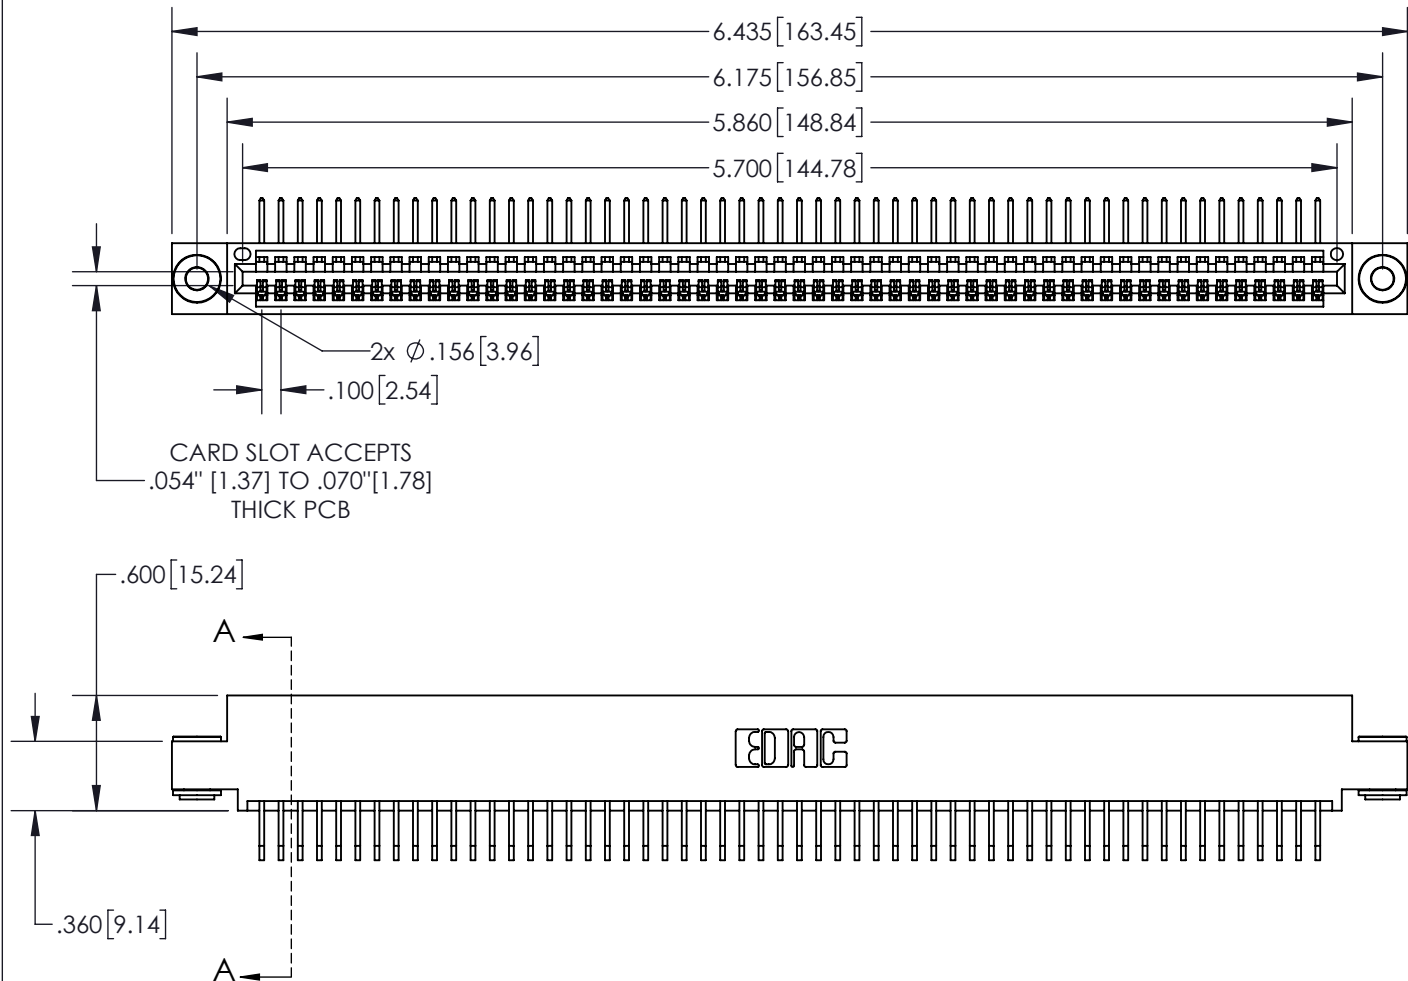 6.435[163.45]
6.175[156.85]
5.860[148.84]
5.700[144.78]
2x Ø.156[3.96]
.100[2.54]
CARD SLOT ACCEPTS
.054" [1.37] TO .070"[1.78]
THICK PCB
.600[15.24]
A
EDAC
.360[9.14]
A